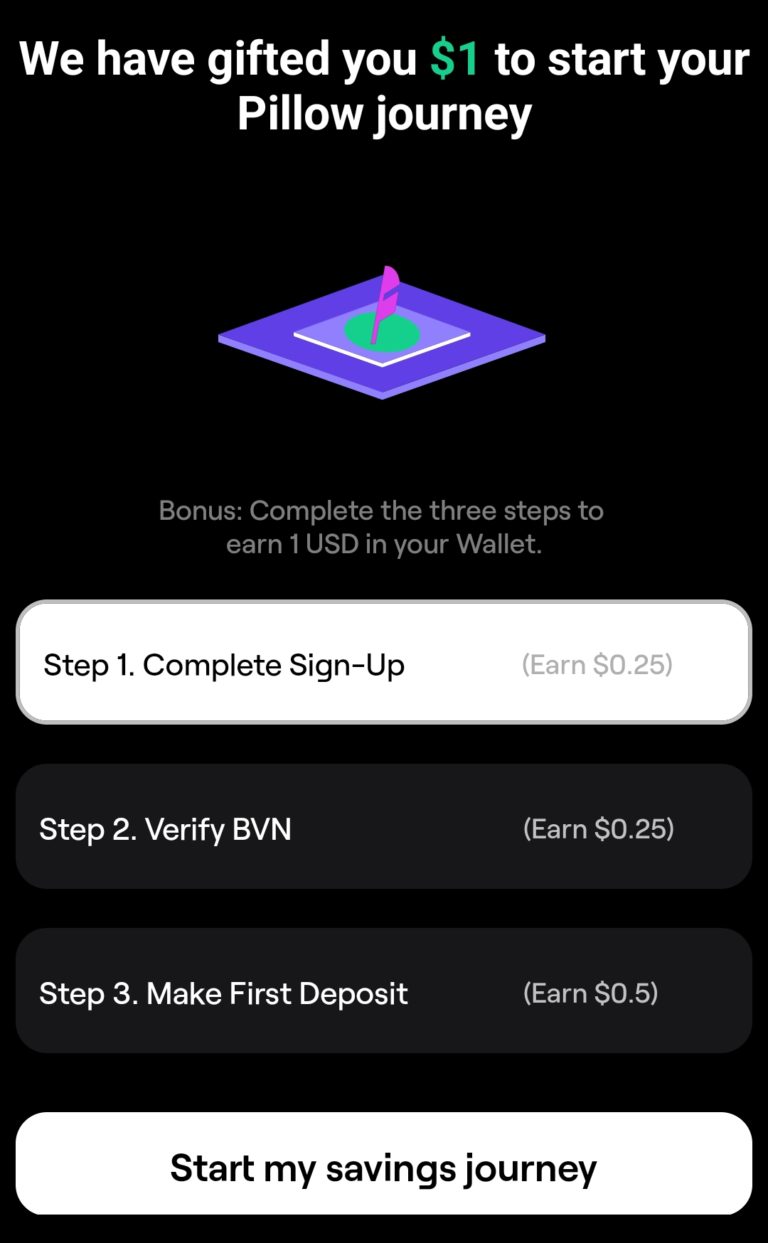 We have gifted you $1 to start your
Pillow journey
Bonus: Complete the three steps to
earn 1 USD in your Wallet.
Step 1. Complete Sign-Up (Earn $0.25)
Step 2. Verify BVN (Earn $0.25)
Step 3. Make First Deposit (Earn $0.5)
Start my savings journey